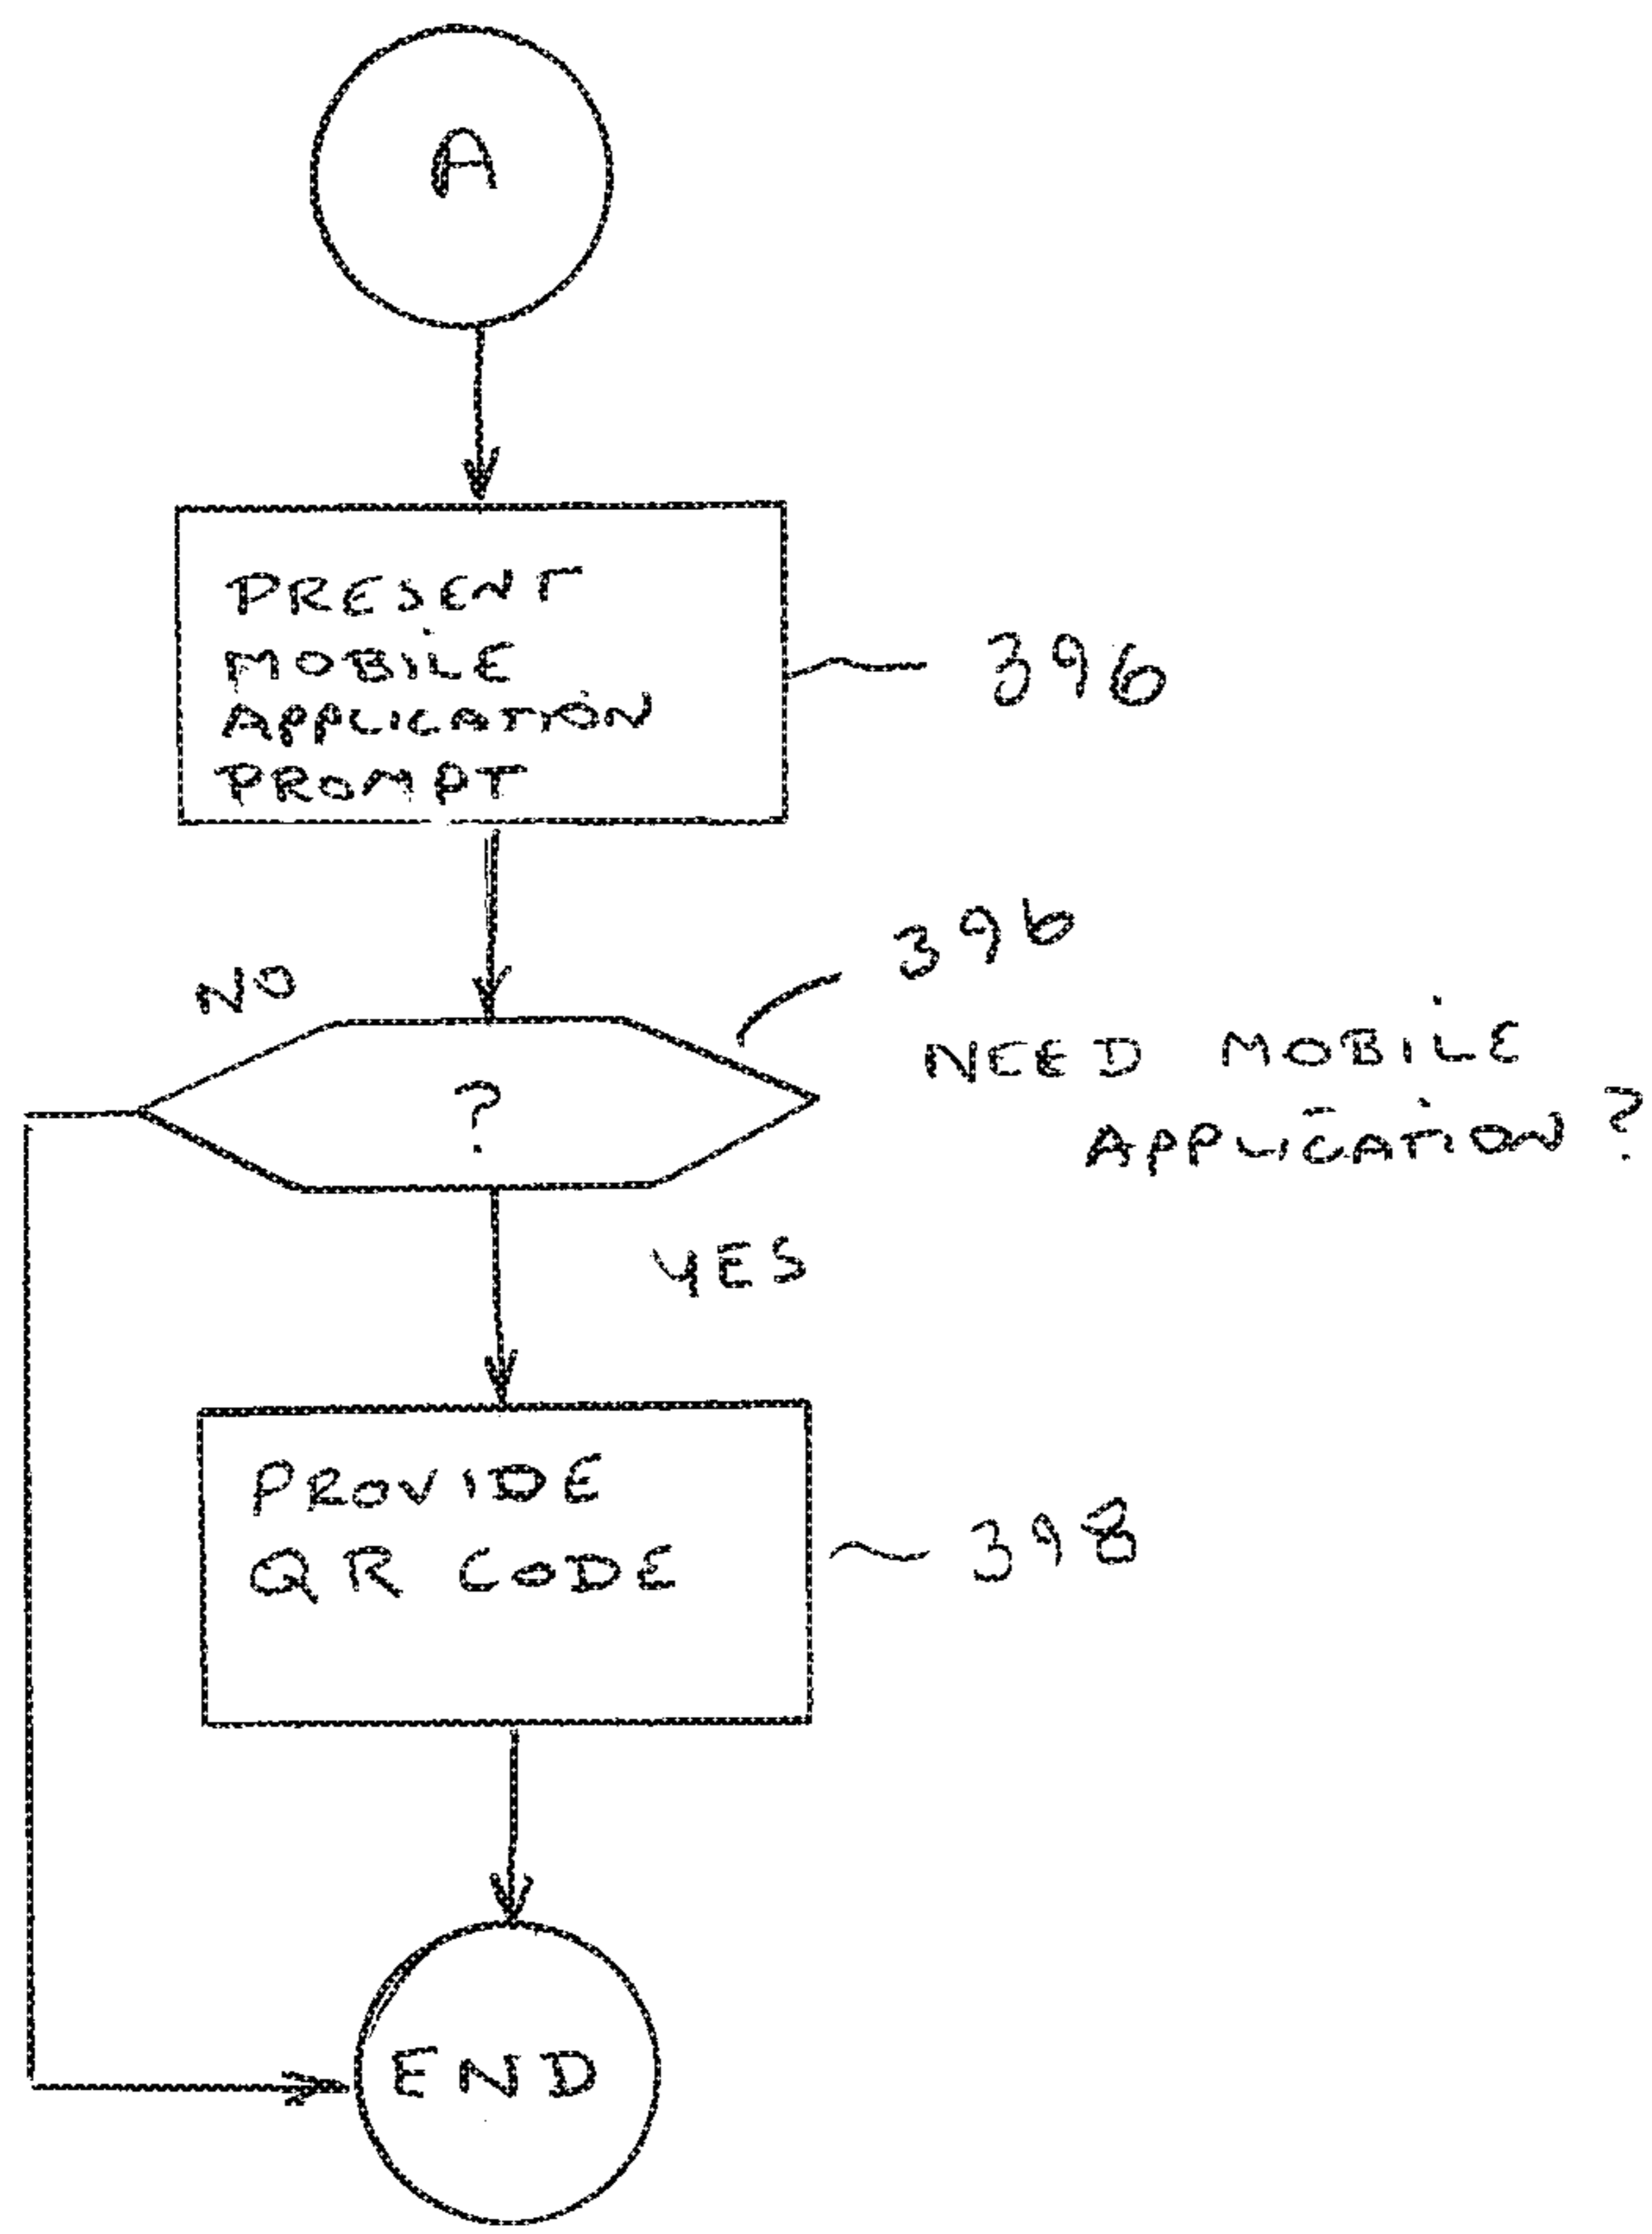 A
PRESENT
MOBILE
APPLICATION
PROMPT
396
NO
396
?
NEED MOBILE
APPLICATION?
YES
PROVIDE
QR CODE
398
END